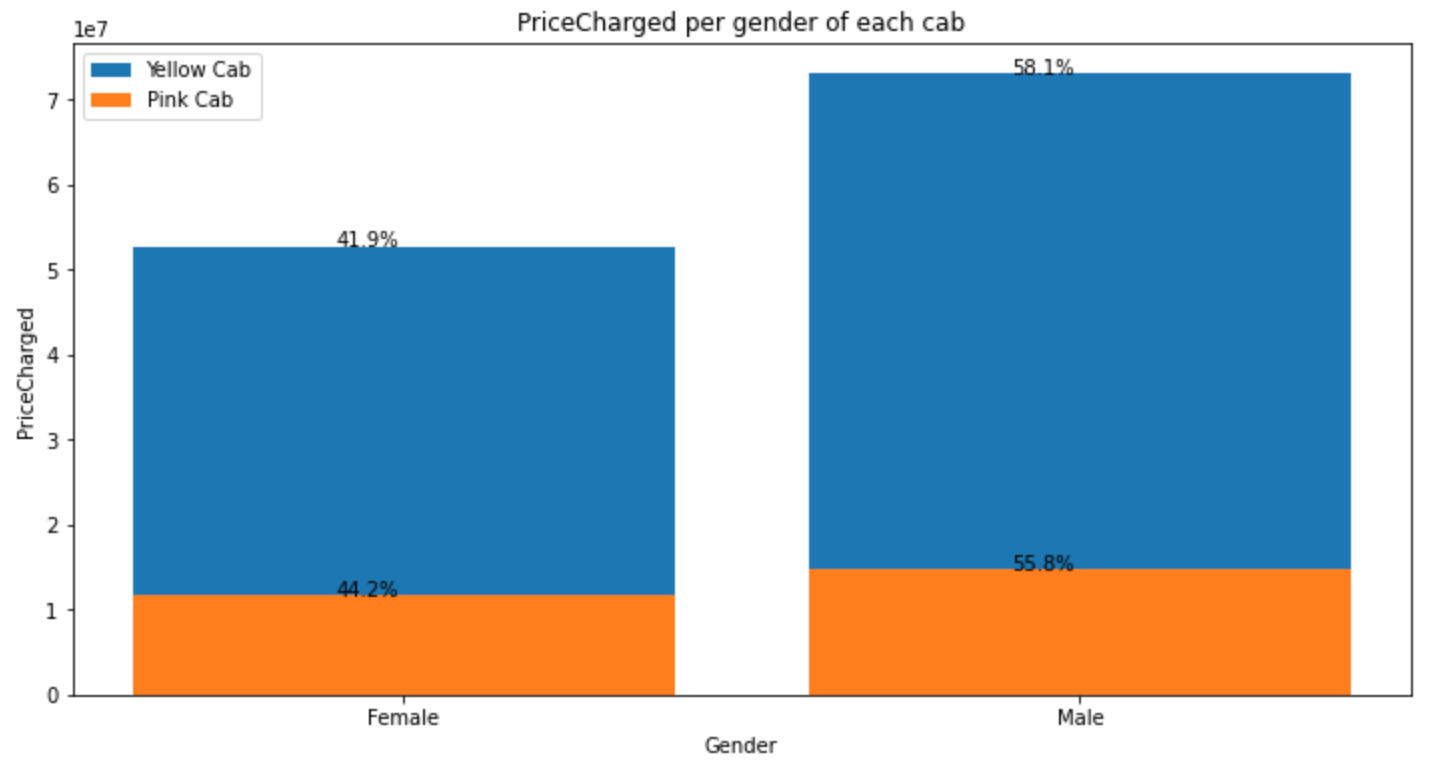 PriceCharged per gender of each cab
1e7
Yellow Cab
Pink Cab
58.1%
41.9%
55.8%
44.2%
7
6
5
4
3
2
1
0
PriceCharged
Female
Male
Gender